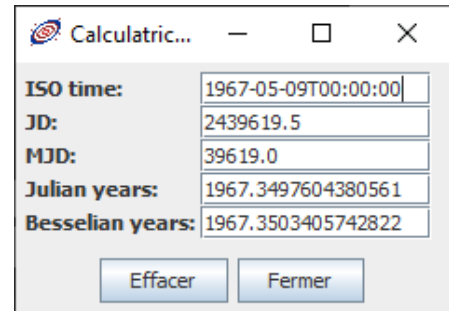 Calculatric...
ISO time: 1967-05-09T00:00:00
JD: 2439619.5
MJD: 39619.0
Julian years: 1967.3497604380561
Besselian years: 1967.3503405742822
Effacer Fermer